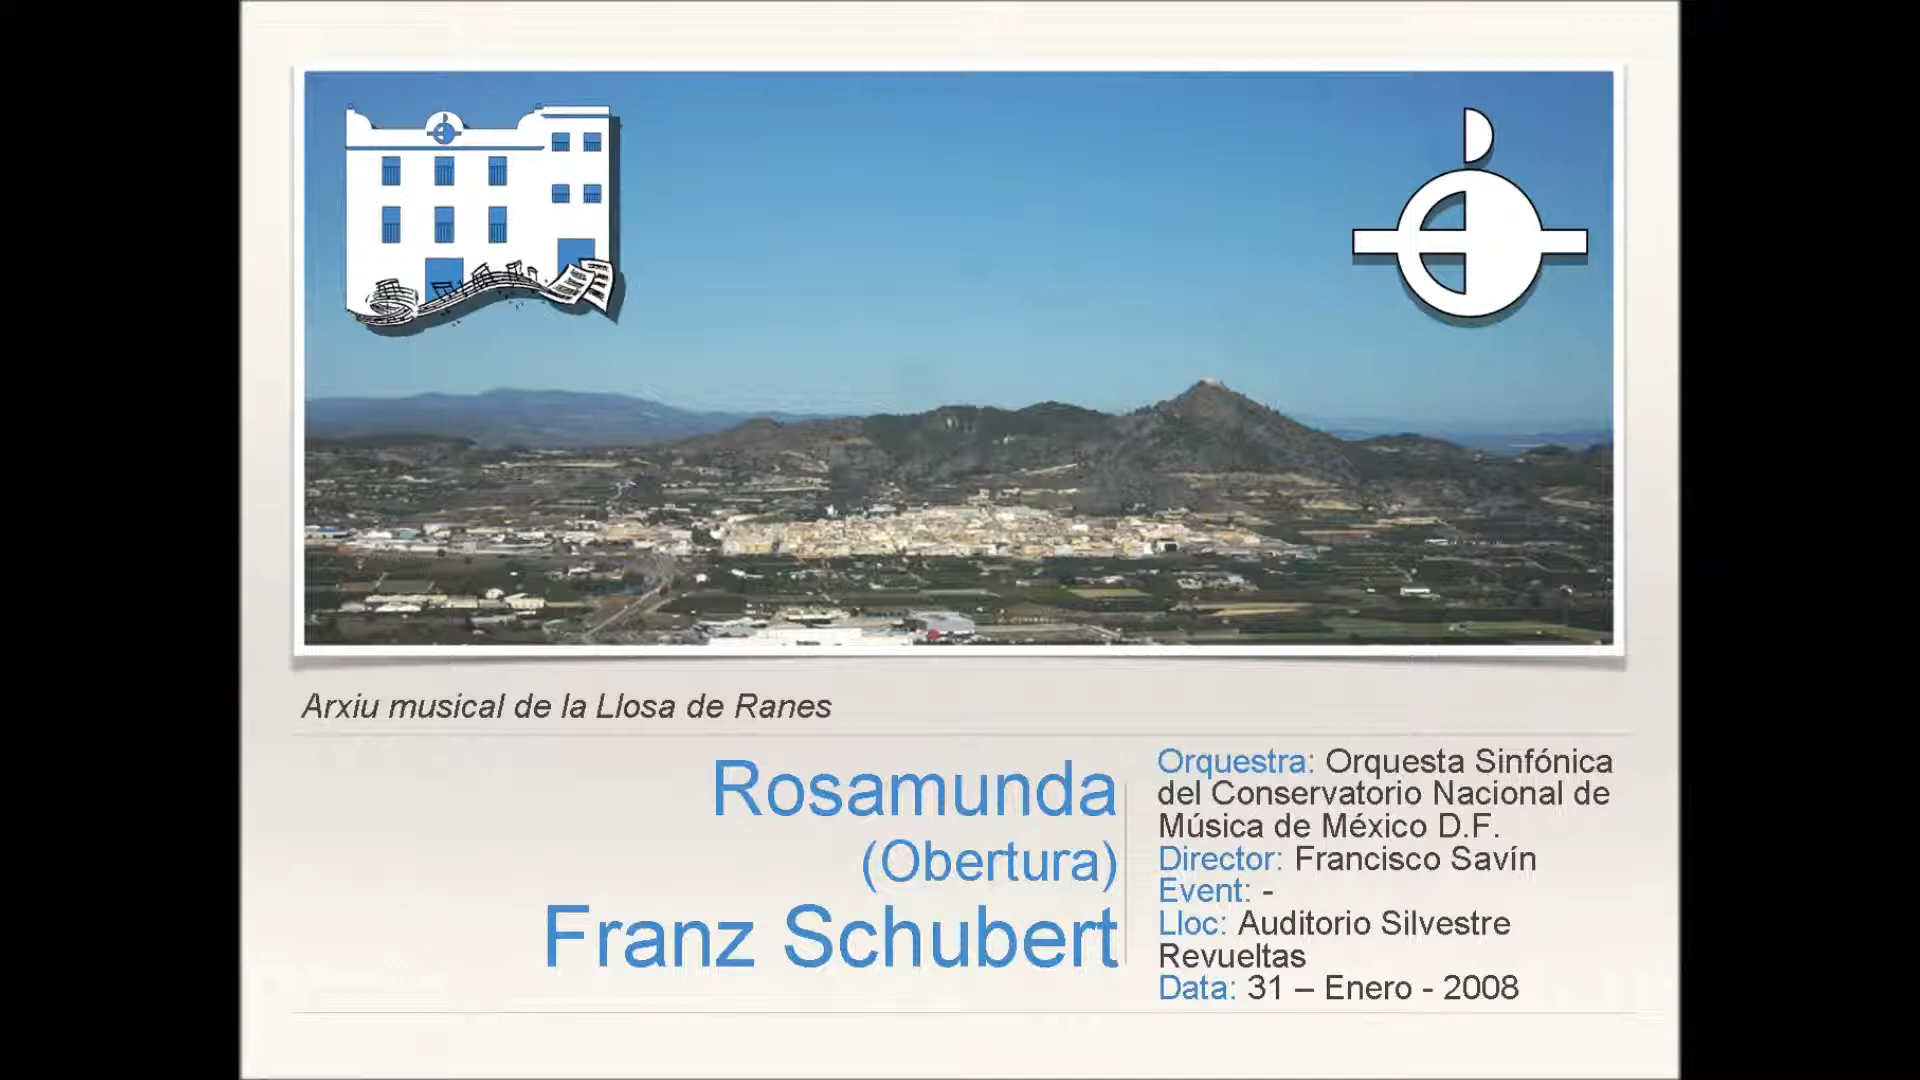 Arxiu musical de la Llosa de Ranes
Rosamunda
(Obertura)
Franz Schubert
Orquestra: Orquesta Sinfónica
del Conservatorio Nacional de
Música de México D.F.
Director: Francisco Savín
Event: -
Lloc: Auditorio Silvestre
Revueltas
Data: 31 – Enero - 2008